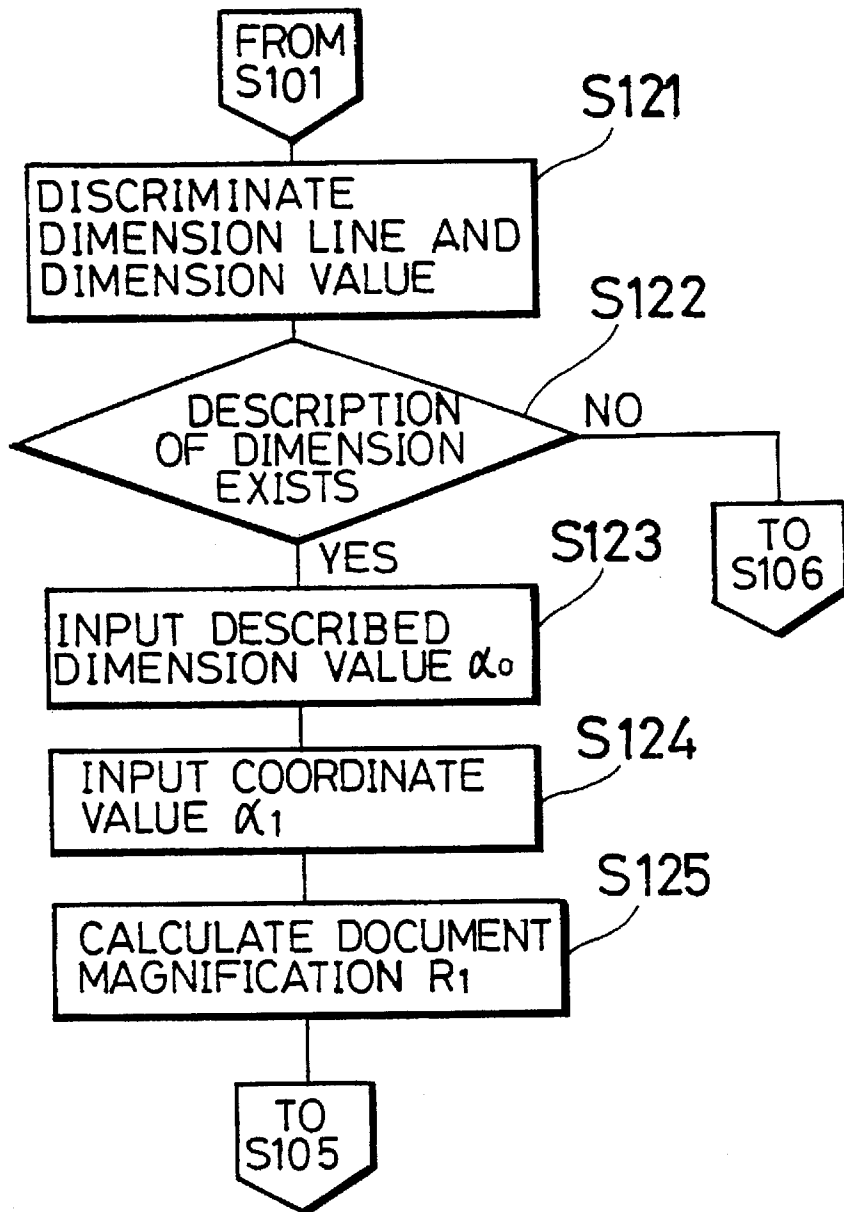 FROM
S101
S121
DISCRIMINATE
DIMENSION LINE AND
DIMENSION VALUE
S122
DESCRIPTION
OF DIMENSION
EXISTS
NO
TO
S106
YES
S123
INPUT DESCRIBED
DIMENSION VALUE α₀
S124
INPUT COORDINATE
VALUE α₁
S125
CALCULATE DOCUMENT
MAGNIFICATION R₁
TO
S105